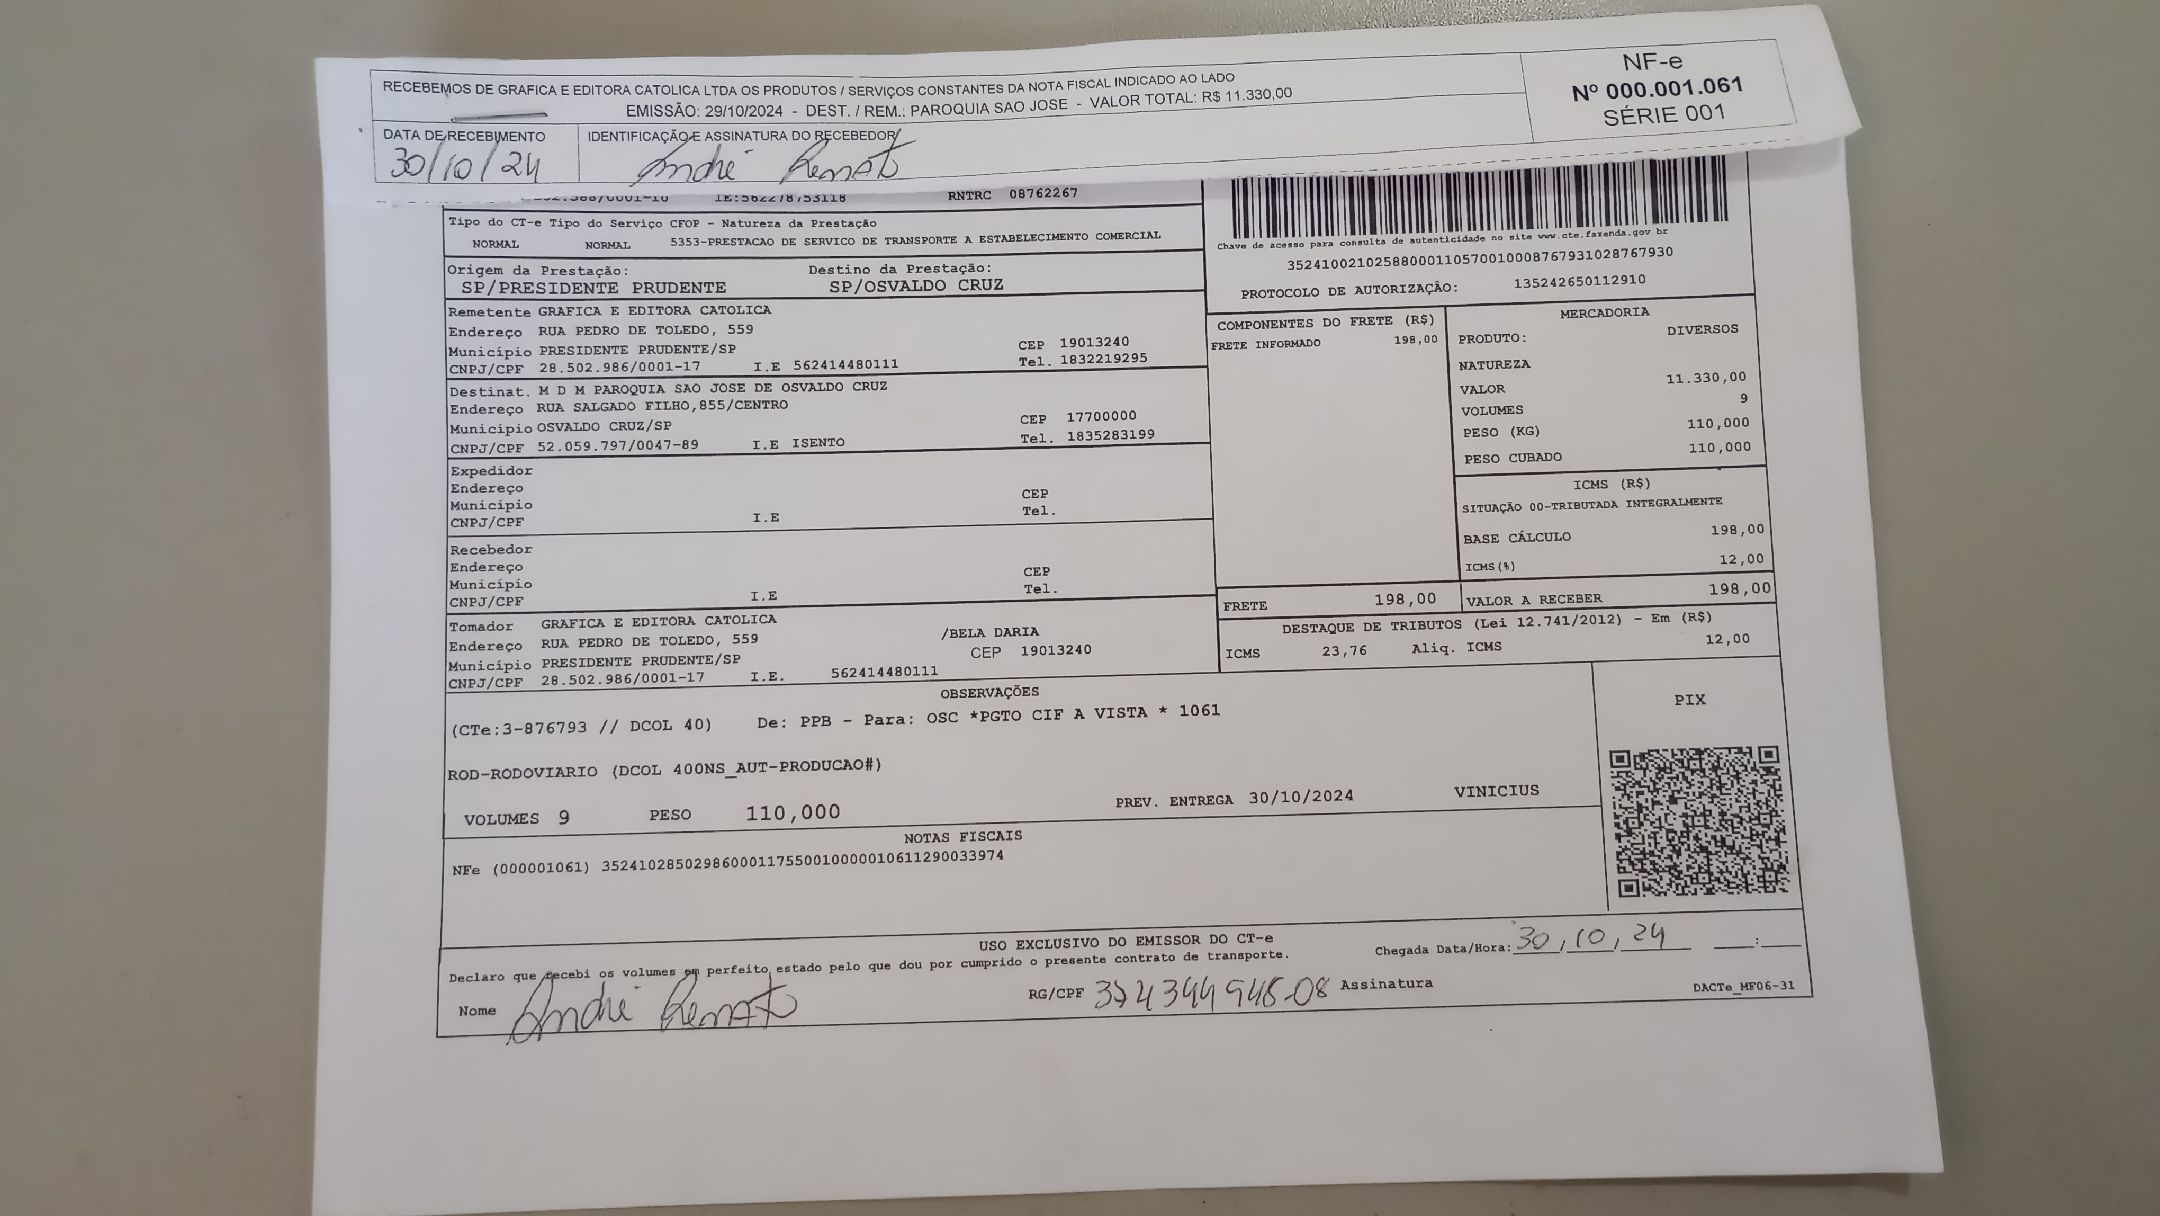 RECEBEMOS DE GRAFICA E EDITORA CATOLICA LTDA OS PRODUTOS / SERVIÇOS CONSTANTES DA NOTA FISCAL INDICADO AO LADO
EMISSÃO: 29/10/2024 - DEST. / REM.: PAROQUIA SAO JOSE - VALOR TOTAL: R$ 11.330,00
NF-e
Nº 000.001.061
SÉRIE 001
DATA DE RECEBIMENTO
30/10/24
IDENTIFICAÇÃO E ASSINATURA DO RECEBEDOR
André Renato
RNTRC 08762267
Tipo do CT-e Tipo do Serviço CFOP - Natureza da Prestação
NORMAL NORMAL 5353-PRESTACAO DE SERVICO DE TRANSPORTE A ESTABELECIMENTO COMERCIAL
Chave de acesso para consulta de autenticidade no site www.cte.fazenda.gov.br
35241002102588000110570010008767931028767930
PROTOCOLO DE AUTORIZAÇÃO: 135242650112910
Origem da Prestação: Destino da Prestação:
SP/PRESIDENTE PRUDENTE SP/OSVALDO CRUZ
Remetente GRAFICA E EDITORA CATOLICA
Endereço RUA PEDRO DE TOLEDO, 559
Município PRESIDENTE PRUDENTE/SP CEP 19013240
CNPJ/CPF 28.502.986/0001-17 I.E 562414480111 Tel. 1832219295
Destinat. M D M PAROQUIA SAO JOSE DE OSVALDO CRUZ
Endereço RUA SALGADO FILHO,855/CENTRO
Município OSVALDO CRUZ/SP CEP 17700000
CNPJ/CPF 52.059.797/0047-89 I.E ISENTO Tel. 1835283199
Expedidor
Endereço
Município CEP
CNPJ/CPF I.E Tel.
Recebedor
Endereço
Município CEP
CNPJ/CPF I.E Tel.
Tomador GRAFICA E EDITORA CATOLICA
Endereço RUA PEDRO DE TOLEDO, 559 /BELA DARIA
Município PRESIDENTE PRUDENTE/SP CEP 19013240
CNPJ/CPF 28.502.986/0001-17 I.E. 562414480111
COMPONENTES DO FRETE (R$)
FRETE INFORMADO 198,00
MERCADORIA
PRODUTO: DIVERSOS
NATUREZA
VALOR 11.330,00
VOLUMES 9
PESO (KG) 110,000
PESO CUBADO 110,000
ICMS (R$)
SITUAÇÃO 00-TRIBUTADA INTEGRALMENTE
BASE CÁLCULO 198,00
ICMS(%) 12,00
FRETE 198,00 VALOR A RECEBER 198,00
DESTAQUE DE TRIBUTOS (Lei 12.741/2012) - Em (R$)
ICMS 23,76 Aliq. ICMS 12,00
OBSERVAÇÕES
(CTe:3-876793 // DCOL 40) De: PPB - Para: OSC *PGTO CIF A VISTA * 1061
ROD-RODOVIARIO (DCOL 400NS_AUT-PRODUCAO#)
VOLUMES 9 PESO 110,000 PREV. ENTREGA 30/10/2024 VINICIUS
PIX
NOTAS FISCAIS
NFe (000001061) 35241028502986000117550010000010611290033974
USO EXCLUSIVO DO EMISSOR DO CT-e
Declaro que recebi os volumes em perfeito estado pelo que dou por cumprido o presente contrato de transporte.
Chegada Data/Hora: 30,10,24 __:__
Nome André Renato RG/CPF Assinatura
DACTe_MF06-31